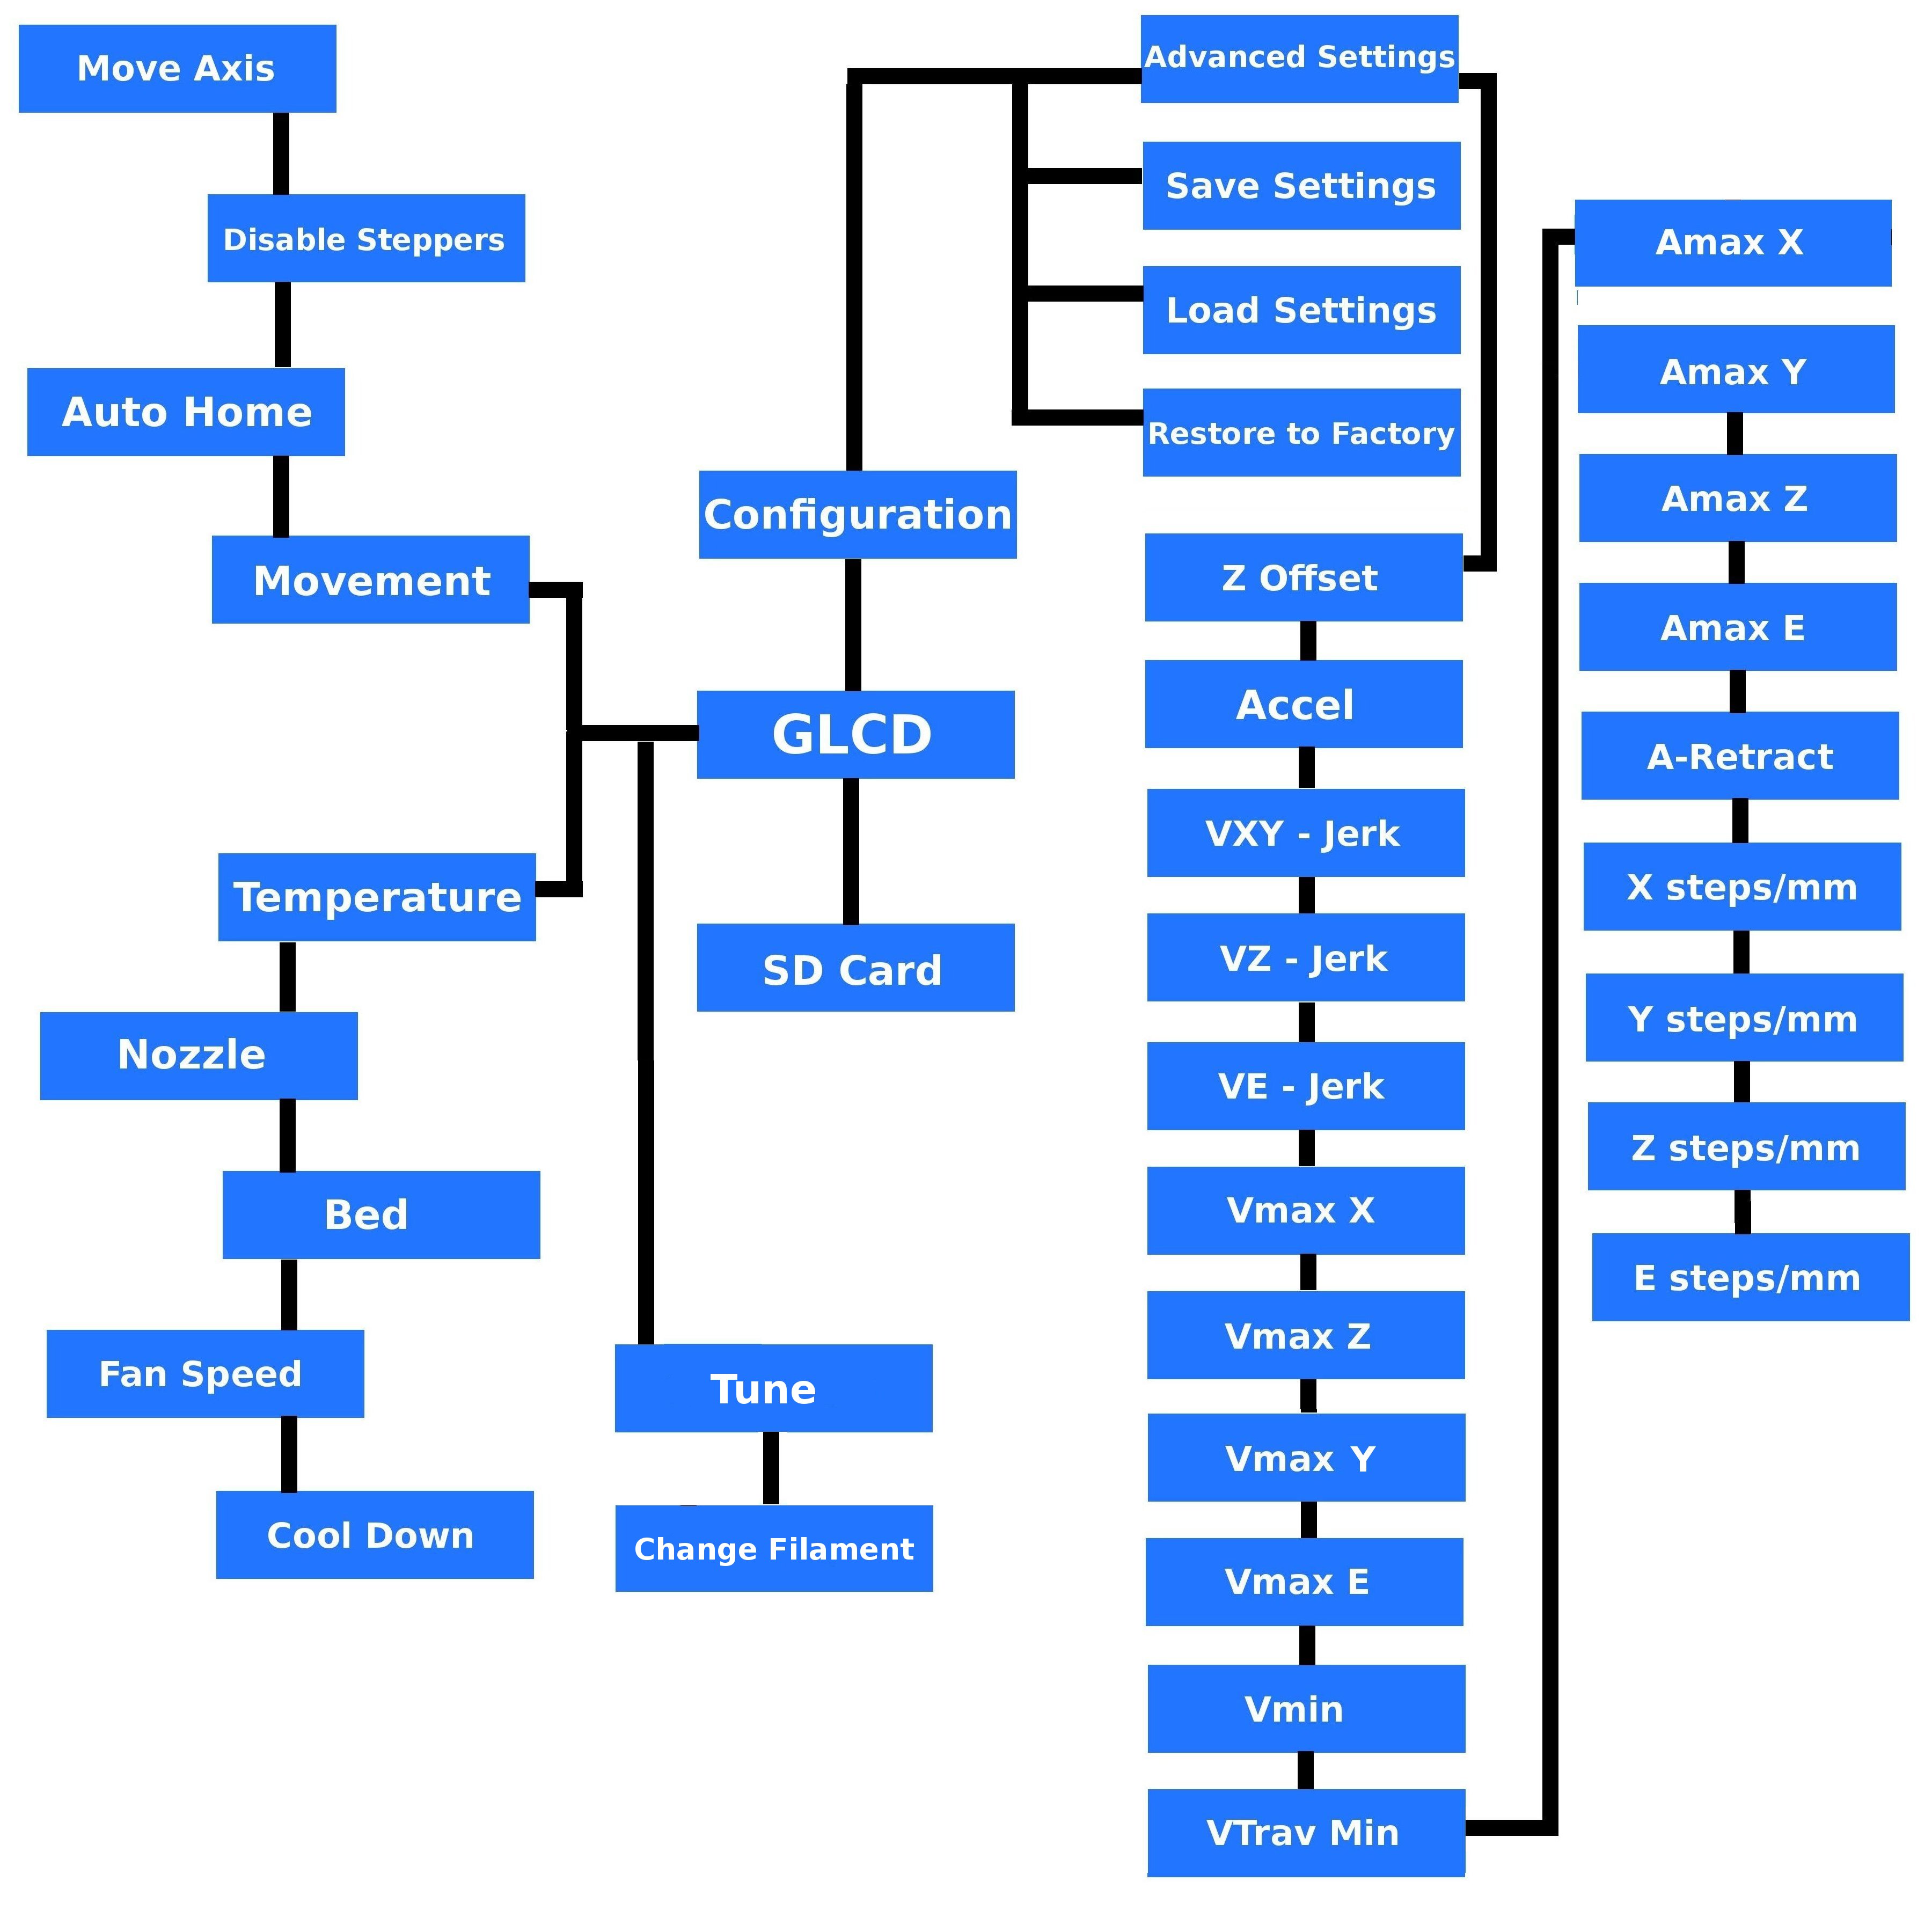 Move Axis
Disable Steppers
Auto Home
Movement
Temperature
Nozzle
Bed
Fan Speed
Cool Down
Configuration
GLCD
SD Card
Tune
Change Filament
Advanced Settings
Save Settings
Load Settings
Restore to Factory
Z Offset
Accel
VXY - Jerk
VZ - Jerk
VE - Jerk
Vmax X
Vmax Z
Vmax Y
Vmax E
Vmin
VTrav Min
Amax X
Amax Y
Amax Z
Amax E
A-Retract
X steps/mm
Y steps/mm
Z steps/mm
E steps/mm